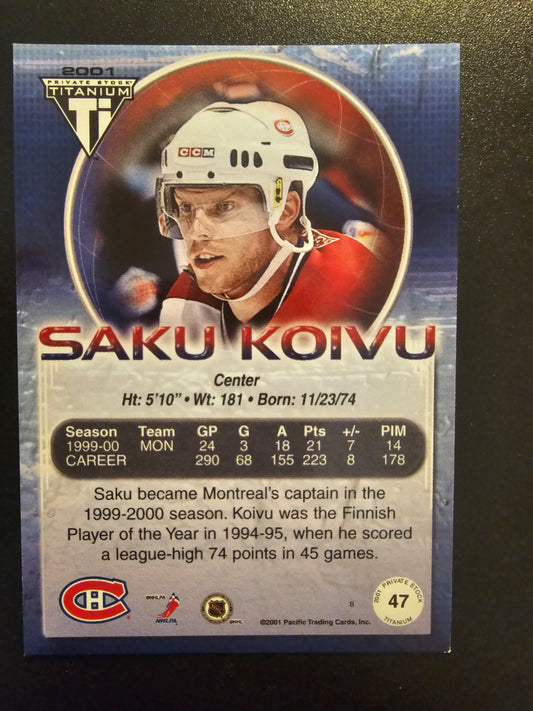 2001
PRIVATE STOCK
TITANIUM
Ti
CCM
SAKU KOIVU
Center
Ht: 5'10" • Wt: 181 • Born: 11/23/74
Season Team GP G A Pts +/- PIM
1999-00 MON 24 3 18 21 7 14
CAREER 290 68 155 223 8 178
Saku became Montreal's captain in the
1999-2000 season. Koivu was the Finnish
Player of the Year in 1994-95, when he scored
a league-high 74 points in 45 games.
©NHLPA
NHLPA
©NHL
B
©2001 Pacific Trading Cards, Inc.
2001 PRIVATE STOCK
47
TITANIUM